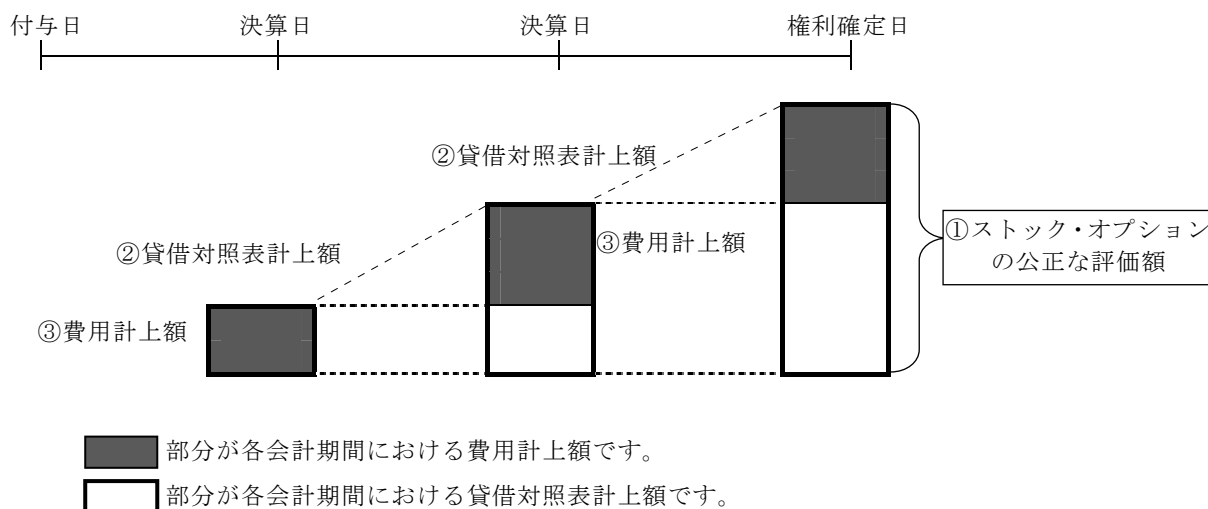 付与日
決算日
決算日
権利確定日
②貸借対照表計上額
②貸借対照表計上額
③費用計上額
①ストック・オプション
の公正な評価額
③費用計上額
部分が各会計期間における費用計上額です。
部分が各会計期間における貸借対照表計上額です。